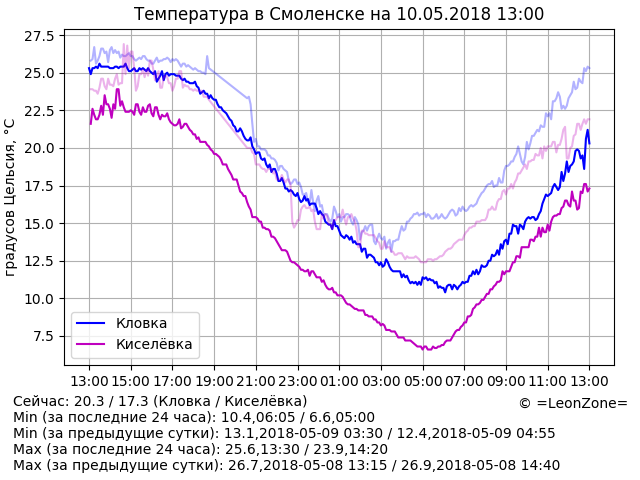 Температура в Смоленске на 10.05.2018 13:00
градусов Цельсия, °C
27.5
25.0
22.5
20.0
17.5
15.0
12.5
10.0
7.5
Кловка
Киселёвка
13:00 15:00 17:00 19:00 21:00 23:00 01:00 03:00 05:00 07:00 09:00 11:00 13:00
Сейчас: 20.3 / 17.3 (Кловка / Киселёвка)
© =LeonZone=
Min (за последние 24 часа): 10.4,06:05 / 6.6,05:00
Min (за предыдущие сутки): 13.1,2018-05-09 03:30 / 12.4,2018-05-09 04:55
Max (за последние 24 часа): 25.6,13:30 / 23.9,14:20
Max (за предыдущие сутки): 26.7,2018-05-08 13:15 / 26.9,2018-05-08 14:40